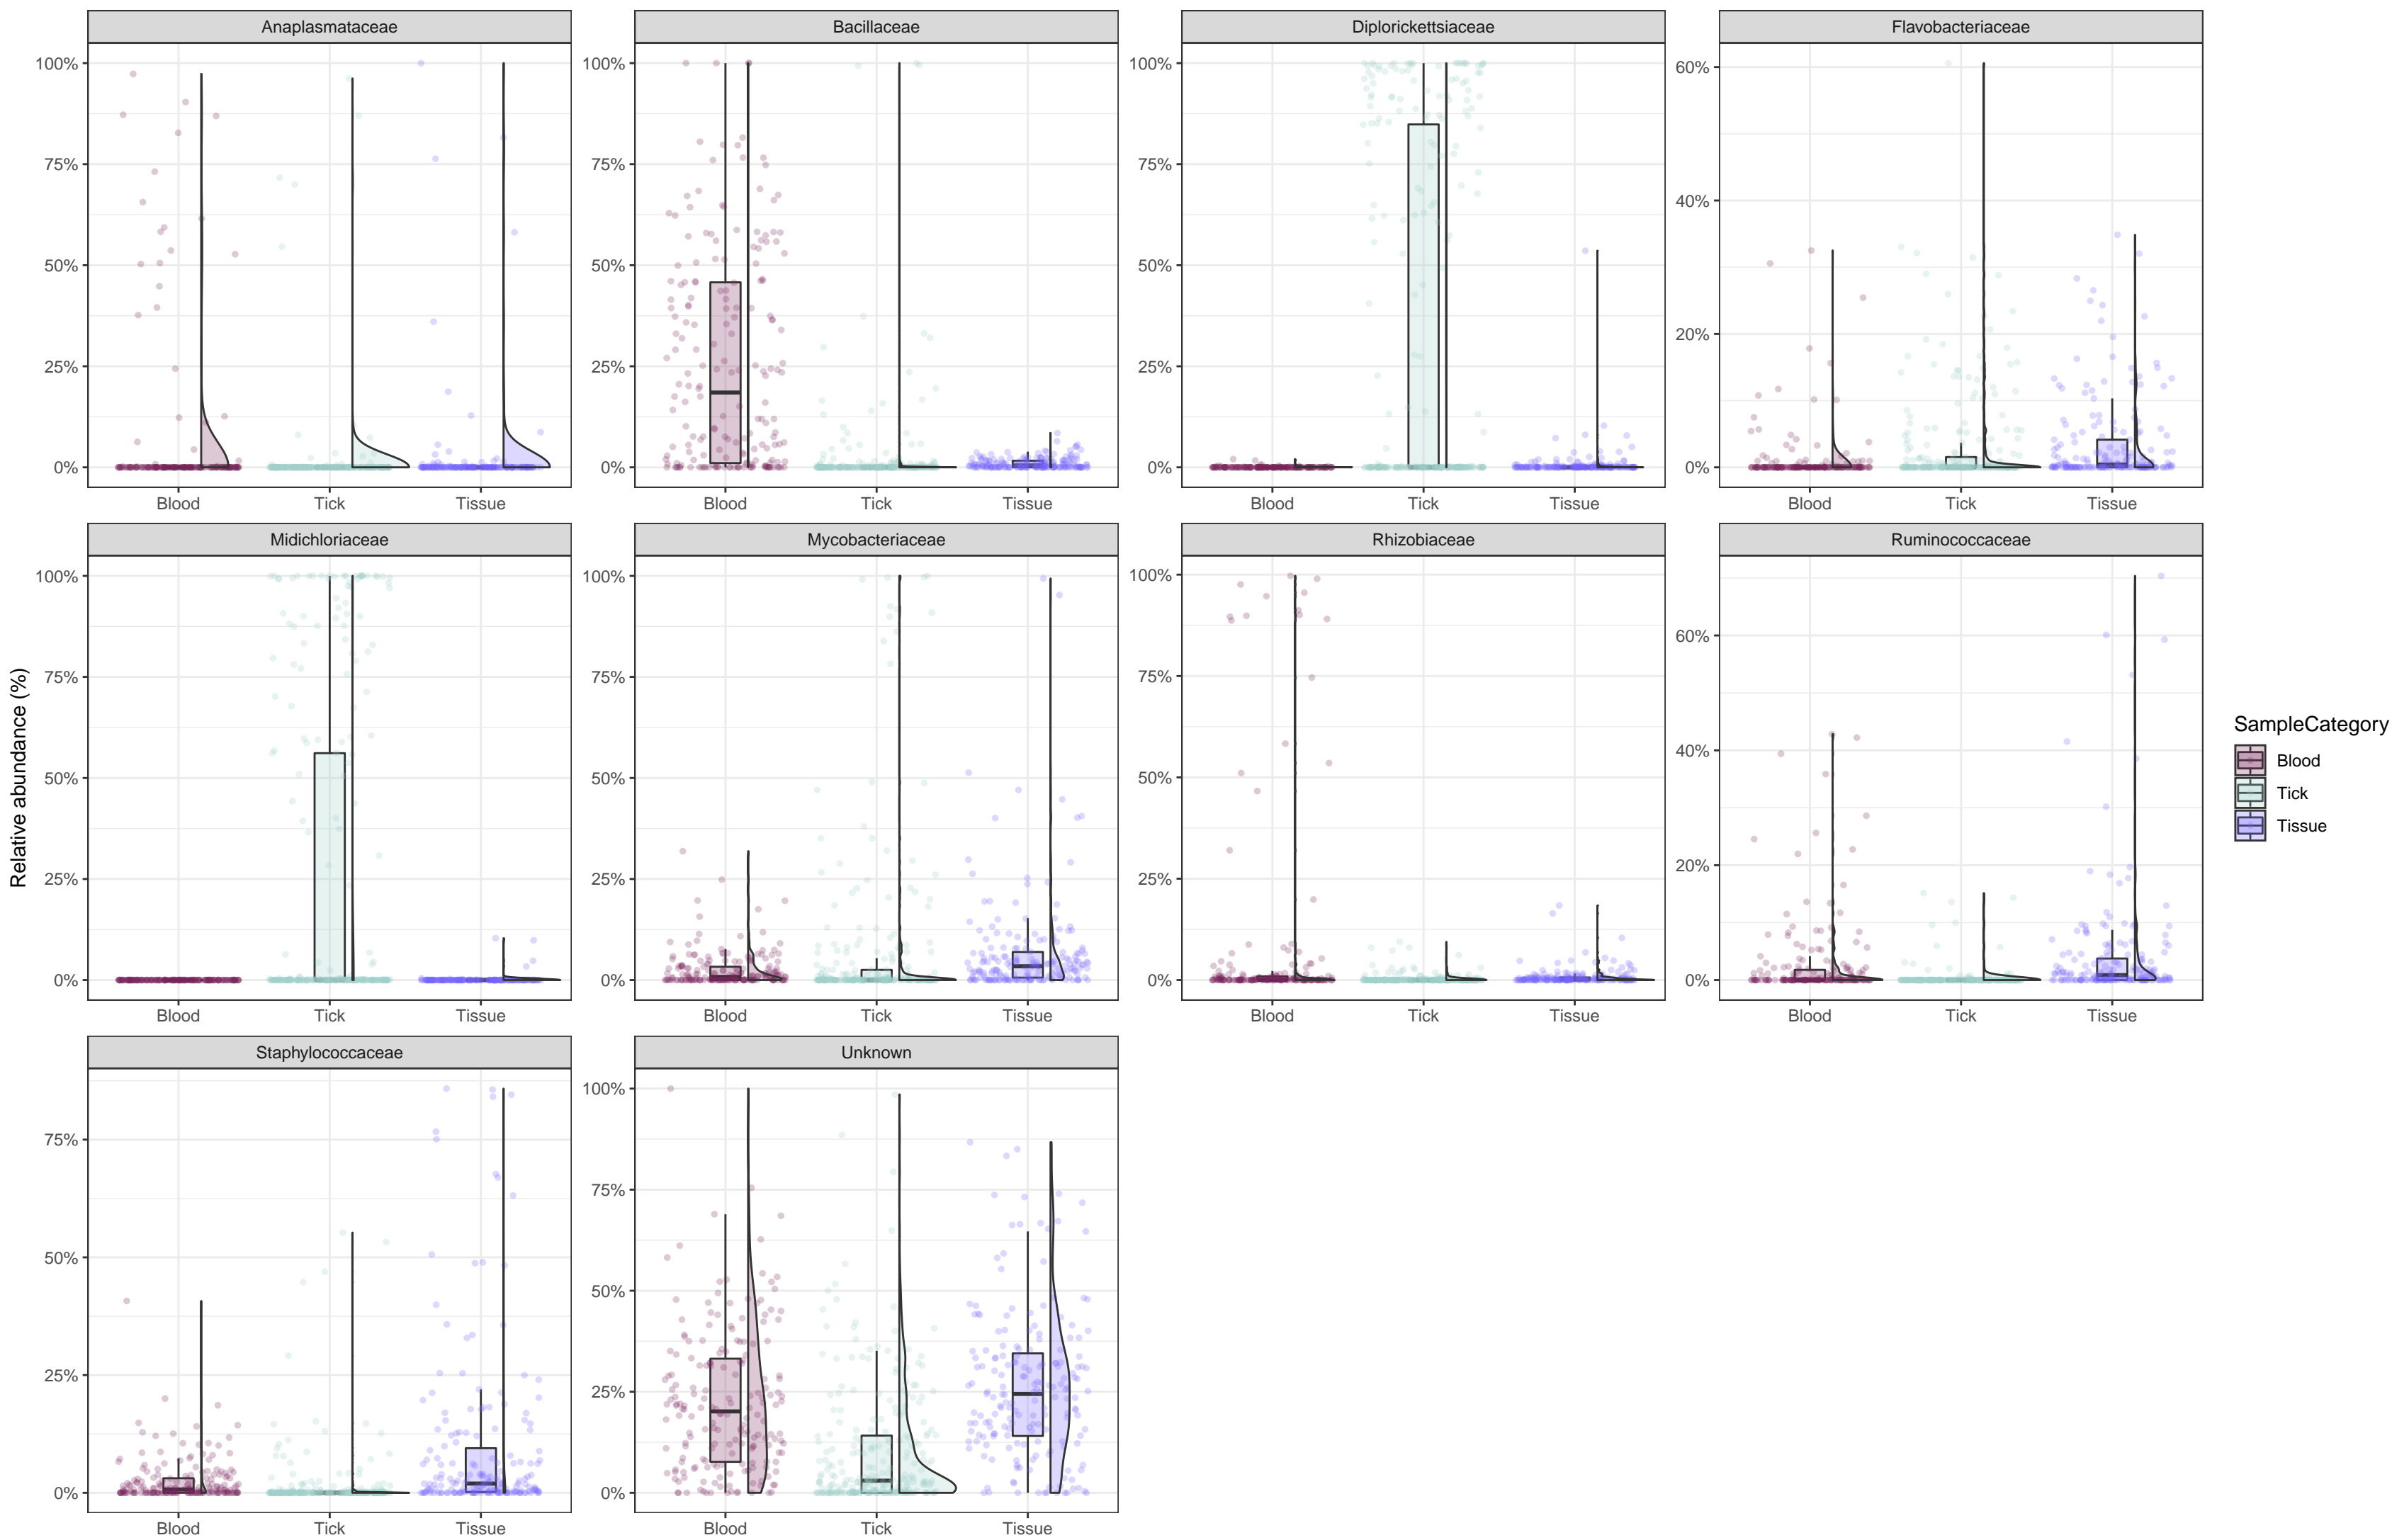 Anaplasmataceae
Bacillaceae
Diplorickettsiaceae
Flavobacteriaceae
100%
75%
50%
25%
0%
100%
75%
50%
25%
0%
100%
75%
50%
25%
0%
60%
40%
20%
0%
Blood Tick Tissue
Blood Tick Tissue
Blood Tick Tissue
Blood Tick Tissue
Midichloriaceae
Mycobacteriaceae
Rhizobiaceae
Ruminococcaceae
Relative abundance (%)
100%
75%
50%
25%
0%
100%
75%
50%
25%
0%
100%
75%
50%
25%
0%
60%
40%
20%
0%
Blood Tick Tissue
Blood Tick Tissue
Blood Tick Tissue
Blood Tick Tissue
Staphylococcaceae
Unknown
75%
50%
25%
0%
100%
75%
50%
25%
0%
Blood Tick Tissue
Blood Tick Tissue
SampleCategory
Blood
Tick
Tissue